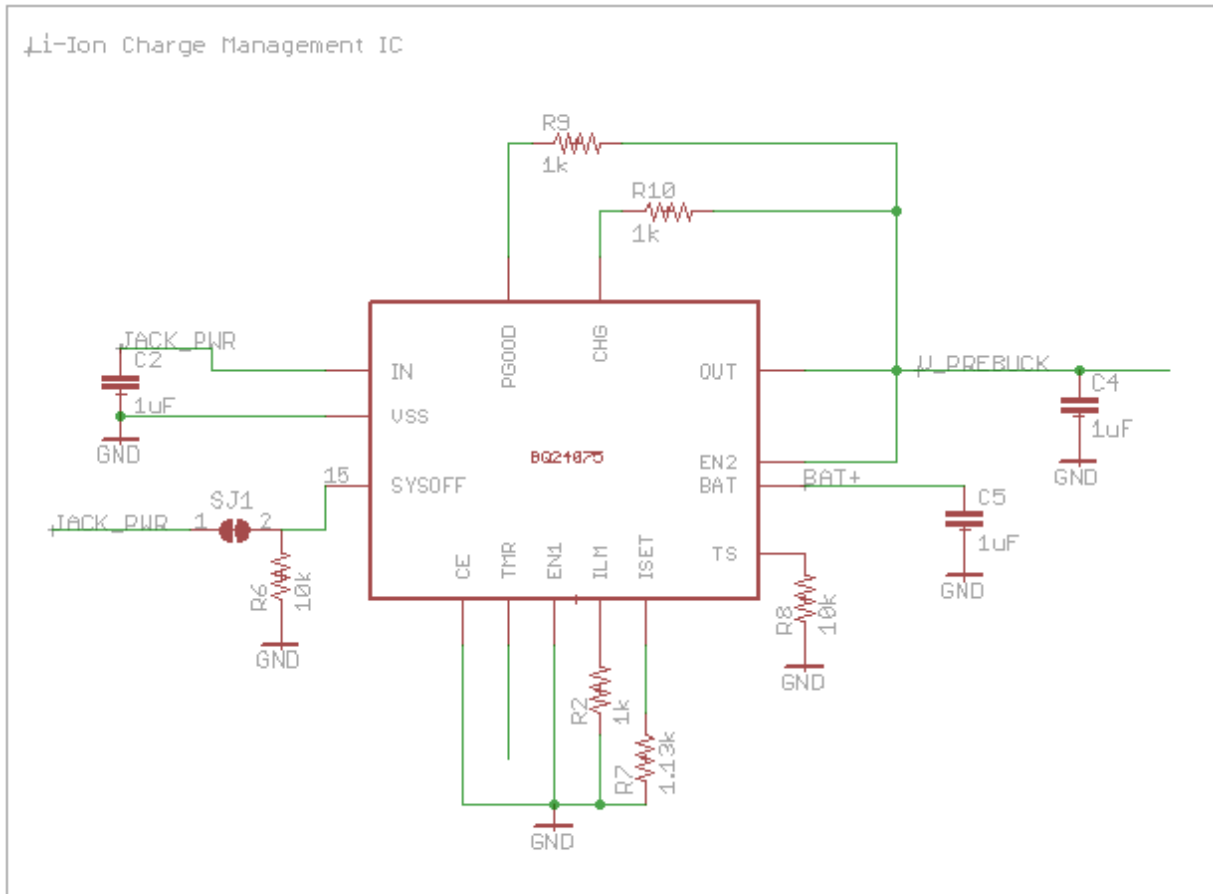 Li-Ion Charge Management IC
R9
1k
R10
1k
JACK_PWR
C2
1uF
GND
IN
VSS
PGOOD
CHG
OUT
V_PREBUCK
C4
1uF
GND
BQ24075
EN2
BAT
BAT+
C5
1uF
GND
15
SYSOFF
SJ1
JACK_PWR
1
2
R6
10k
GND
CE
TMR
EN1
ILM
ISET
TS
R8
10k
GND
R2
1k
R7
1.13k
GND